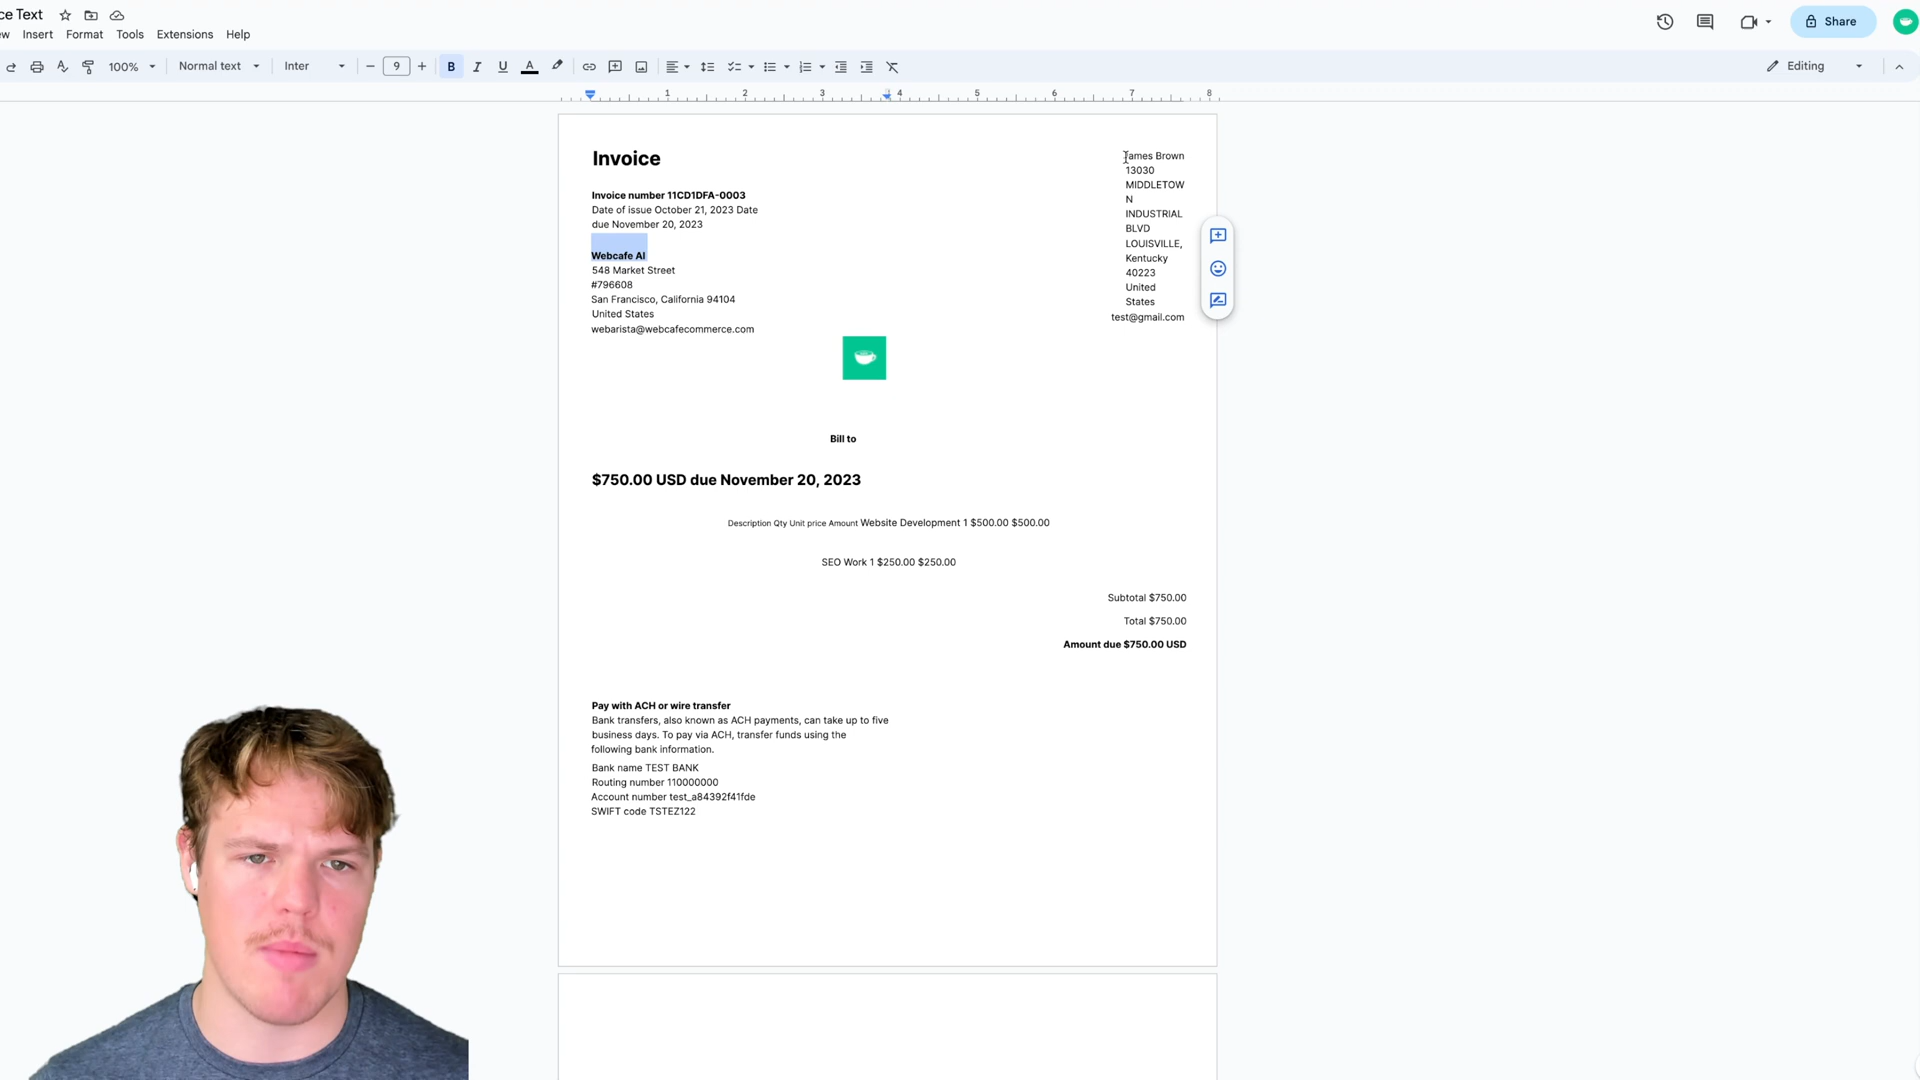 ce Text
ew Insert Format Tools Extensions Help
Share
100% Normal text Inter 9 B I U A Editing
1 2 3 4 5 6 7 8
Invoice
Invoice number 11CD1DFA-0003
Date of issue October 21, 2023 Date
due November 20, 2023
Webcafe AI
548 Market Street
#796608
San Francisco, California 94104
United States
webarista@webcafecommerce.com
James Brown
13030
MIDDLETOW
N
INDUSTRIAL
BLVD
LOUISVILLE,
Kentucky
40223
United
States
test@gmail.com
Bill to
$750.00 USD due November 20, 2023
Description Qty Unit price Amount Website Development 1 $500.00 $500.00
SEO Work 1 $250.00 $250.00
Subtotal $750.00
Total $750.00
Amount due $750.00 USD
Pay with ACH or wire transfer
Bank transfers, also known as ACH payments, can take up to five
business days. To pay via ACH, transfer funds using the
following bank information.
Bank name TEST BANK
Routing number 110000000
Account number test_a84392f41fde
SWIFT code TSTEZ122